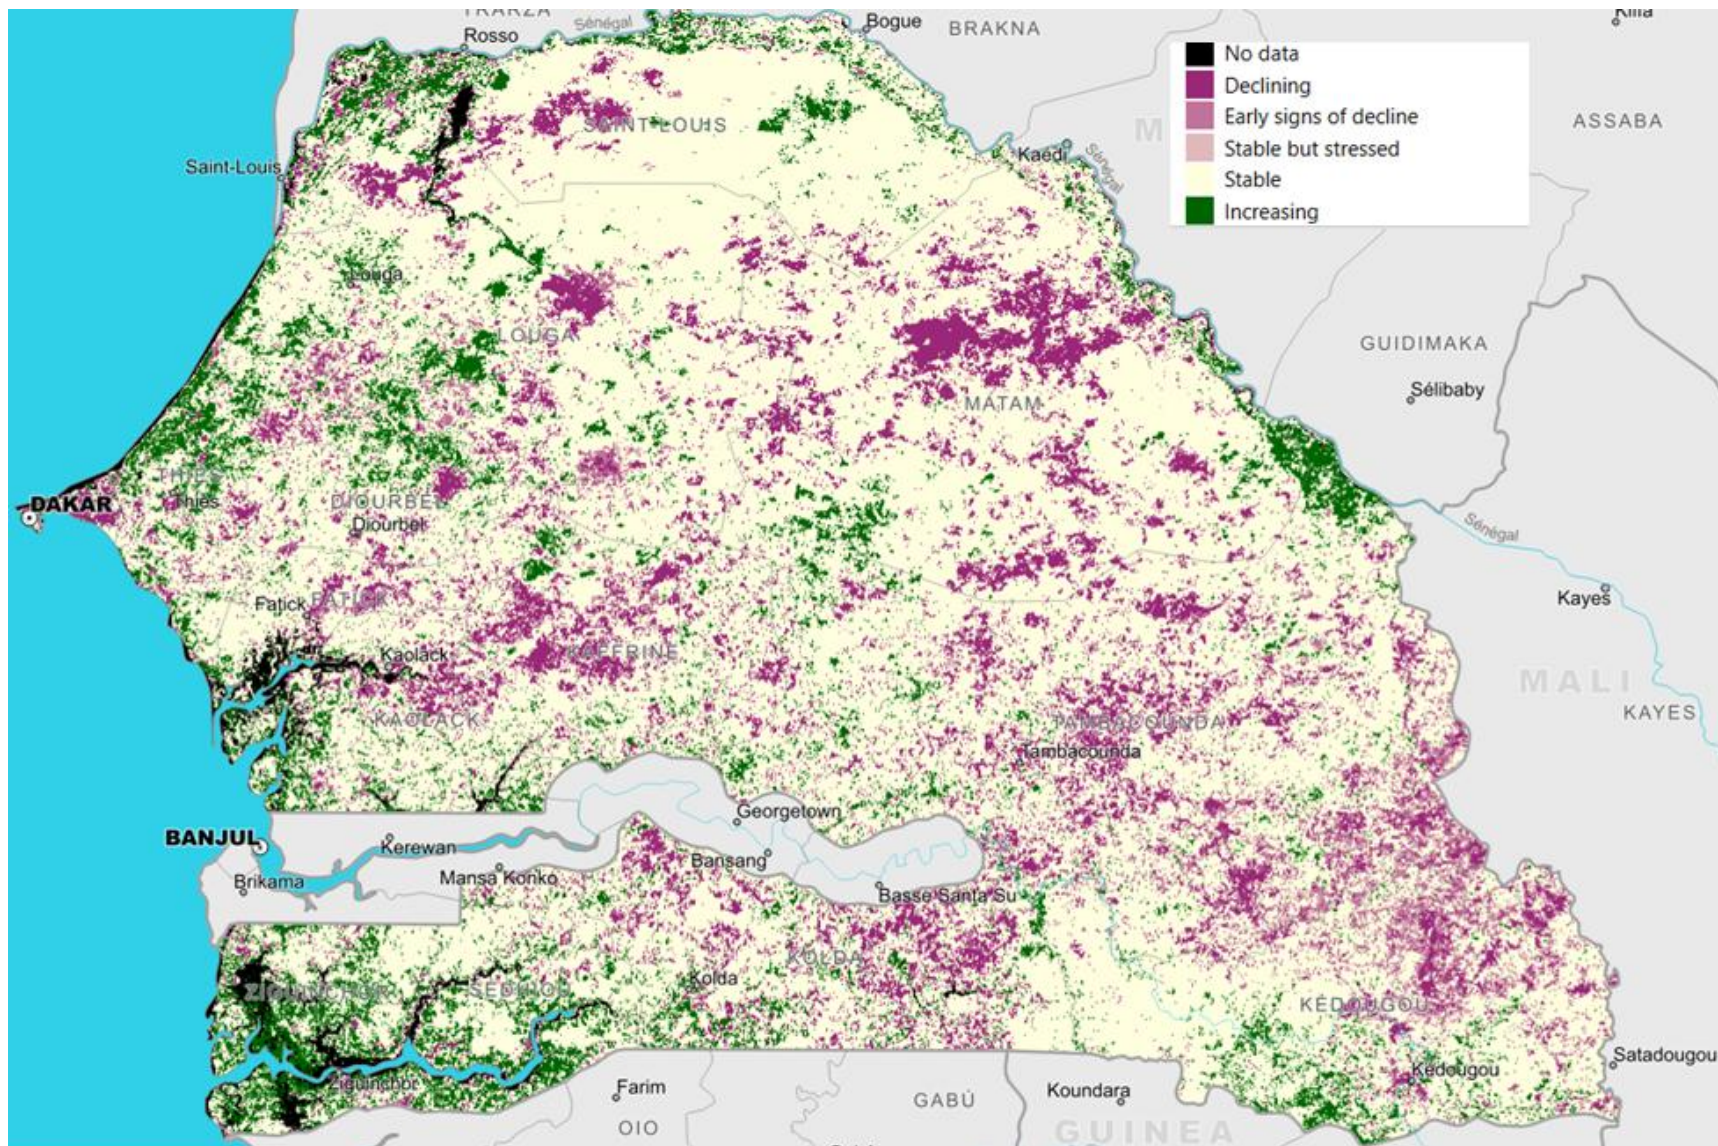 TRARZA
Sénégal
Bogue
BRAKNA
Kiffa
Rosso
No data
Declining
Early signs of decline
Stable but stressed
Stable
Increasing
ASSABA
M
SAINT-LOUIS
Saint-Louis
Kaédi
Sénégal
Louga
LOUGA
GUIDIMAKA
Sélibaby
MATAM
THIES
Thies
DAKAR
DIOURBEL
Diourbel
Sénégal
Kayes
Fatick
FATICK
Kaolack
KAFFRINE
MALI
KAYES
KAOLACK
TAMBACOUNDA
Tambacounda
Georgetown
BANJUL
Kerewan
Bansang
Mansa Konko
Brikama
Basse Santa Su
KOLDA
Kolda
ZIGUINCHOR
SEDHIOU
KÉDOUGOU
Satadougou
Ziguinchor
Kédougou
Farim
Koundara
GABÚ
OIO
GUINEA